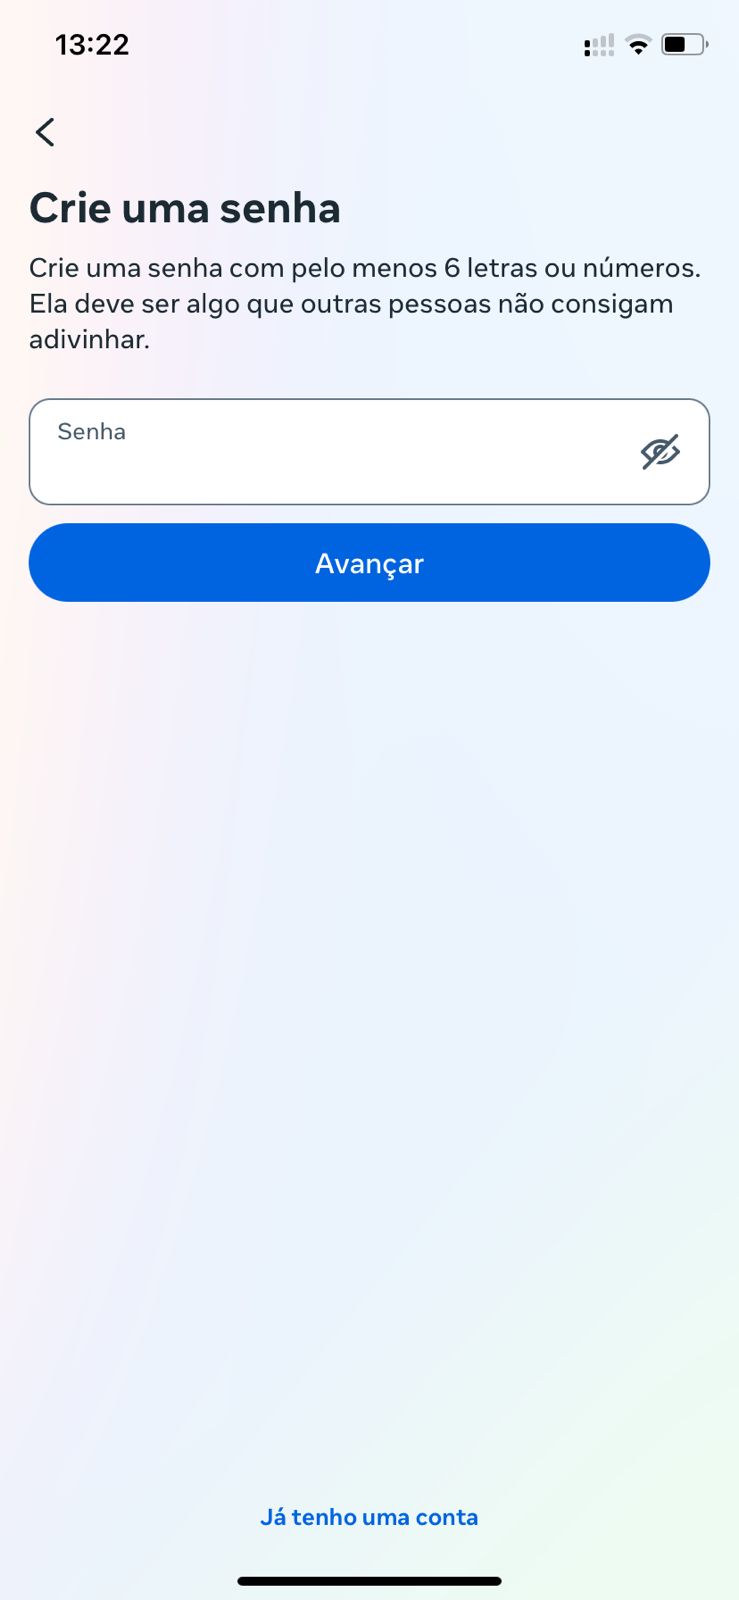 13:22
Crie uma senha
Crie uma senha com pelo menos 6 letras ou números.
Ela deve ser algo que outras pessoas não consigam
adivinhar.
Senha
Avançar
Já tenho uma conta